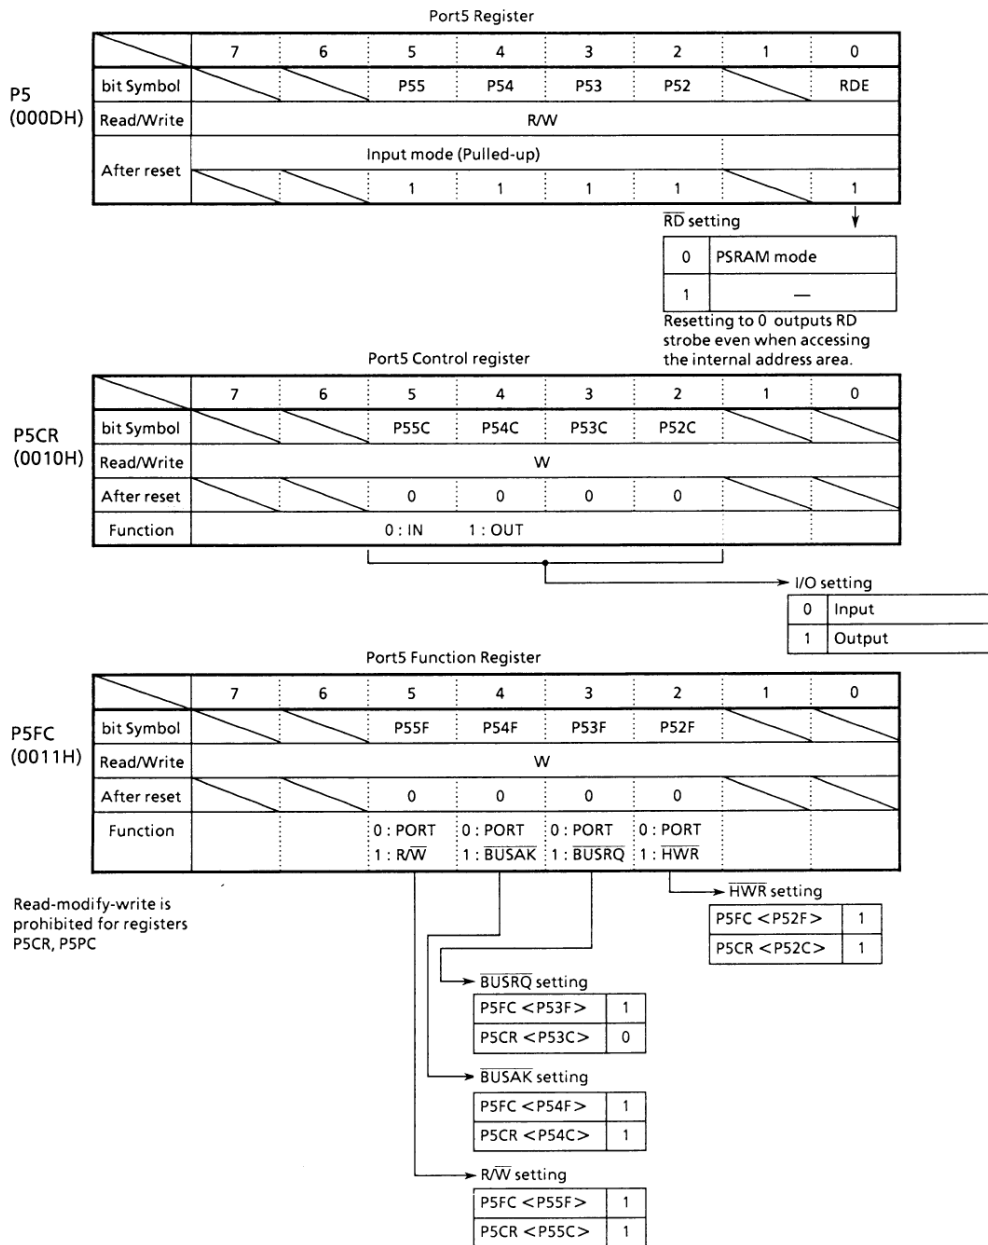 Port5 Register
7 6 5 4 3 2 1 0
P5
(000DH)
bit Symbol P55 P54 P53 P52 RDE
Read/Write R/W
After reset Input mode (Pulled-up)
1 1 1 1 1
R̅D̅ setting
0 PSRAM mode
1 —
Resetting to 0 outputs RD
strobe even when accessing
the internal address area.
Port5 Control register
7 6 5 4 3 2 1 0
P5CR
(0010H)
bit Symbol P55C P54C P53C P52C
Read/Write W
After reset 0 0 0 0
Function 0 : IN 1 : OUT
I/O setting
0 Input
1 Output
Port5 Function Register
7 6 5 4 3 2 1 0
P5FC
(0011H)
bit Symbol P55F P54F P53F P52F
Read/Write W
After reset 0 0 0 0
Function 0 : PORT 0 : PORT 0 : PORT 0 : PORT
1 : R/W̅ 1 : B̅U̅S̅A̅K̅ 1 : B̅U̅S̅R̅Q̅ 1 : H̅W̅R̅
Read-modify-write is
prohibited for registers
P5CR, P5PC
H̅W̅R̅ setting
P5FC <P52F> 1
P5CR <P52C> 1
B̅U̅S̅R̅Q̅ setting
P5FC <P53F> 1
P5CR <P53C> 0
B̅U̅S̅A̅K̅ setting
P5FC <P54F> 1
P5CR <P54C> 1
R/W̅ setting
P5FC <P55F> 1
P5CR <P55C> 1